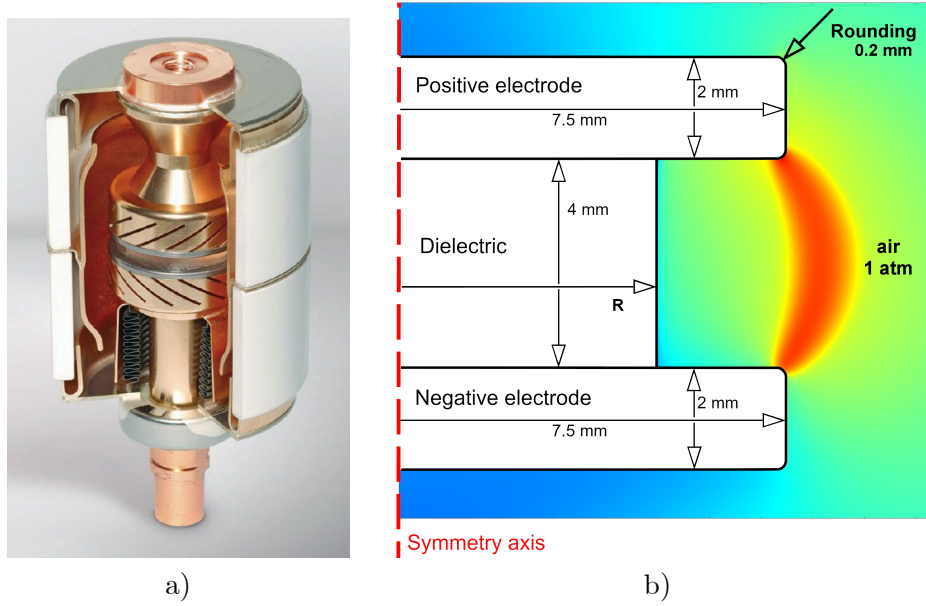 Rounding
0.2 mm
Positive electrode
2 mm
7.5 mm
4 mm
Dielectric
air
1 atm
R
Negative electrode
2 mm
7.5 mm
Symmetry axis
a)
b)